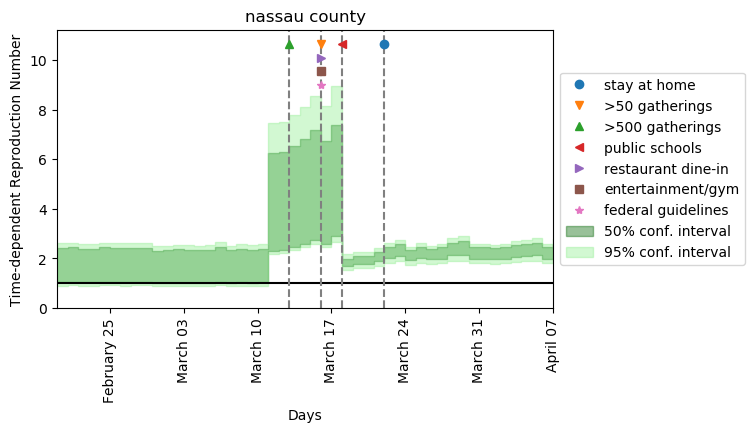 nassau county
Time-dependent Reproduction Number
10
8
6
4
2
0
February 25
March 03
March 10
March 17
March 24
March 31
April 07
Days
stay at home
>50 gatherings
>500 gatherings
public schools
restaurant dine-in
entertainment/gym
federal guidelines
50% conf. interval
95% conf. interval